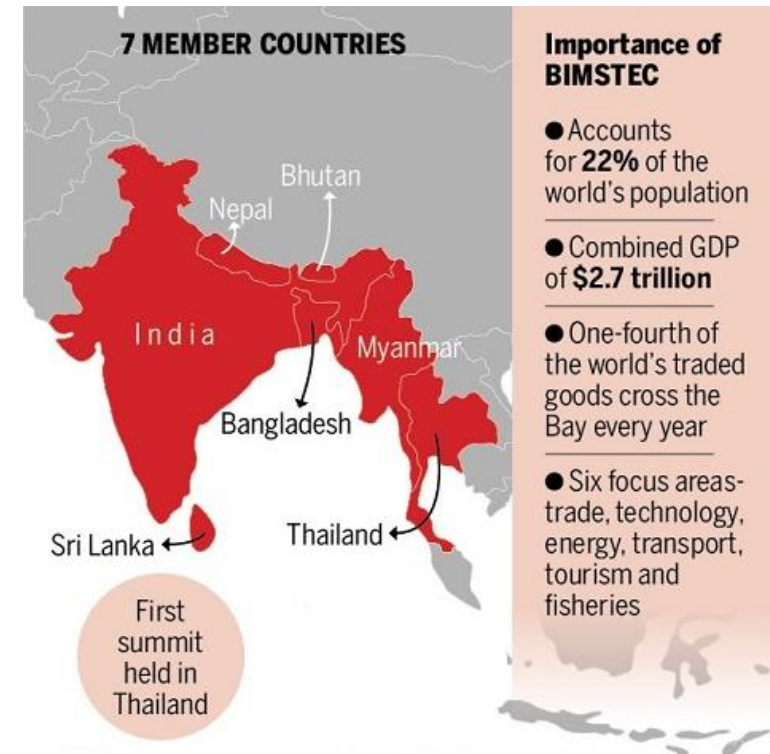 7 MEMBER COUNTRIES
Bhutan
Nepal
India
Myanmar
Bangladesh
Sri Lanka
Thailand
First
summit
held in
Thailand
Importance of
BIMSTEC
● Accounts
for 22% of the
world's population
● Combined GDP
of $2.7 trillion
● One-fourth of
the world's traded
goods cross the
Bay every year
● Six focus areas-
trade, technology,
energy, transport,
tourism and
fisheries